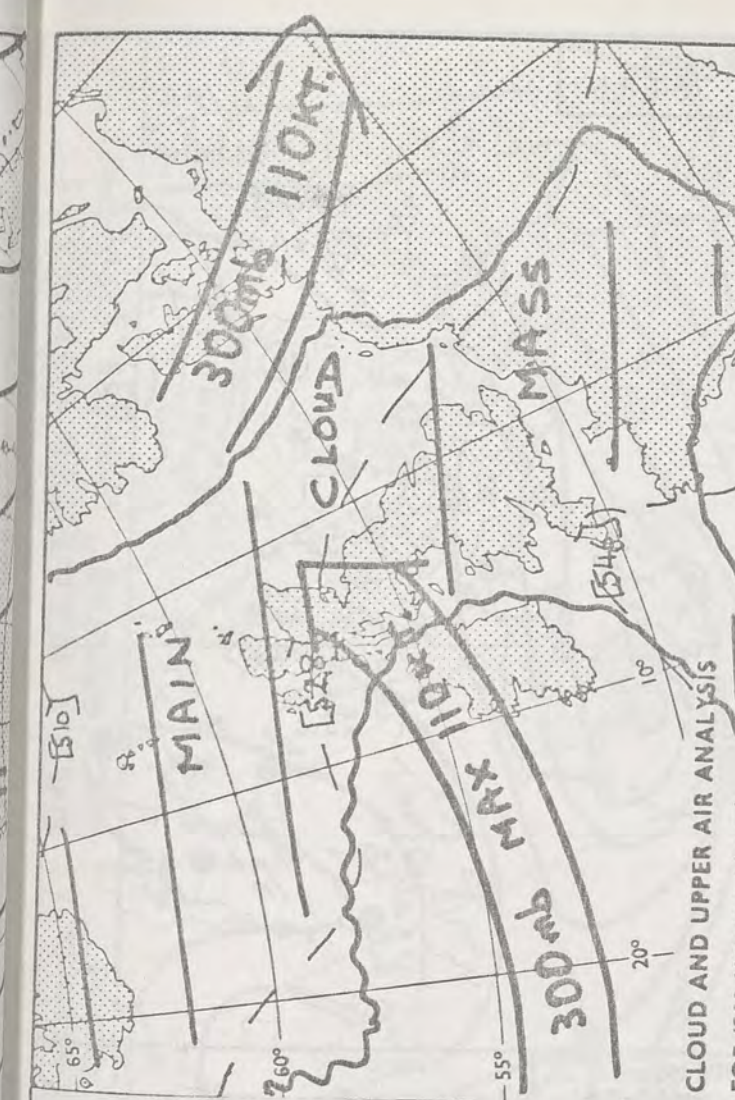 300mb 110KT.
CLOUD
MASS
[510]
MAIN
[528]
[546]
300mb MAX 110kt
65°
60°
55°
20°
10°
CLOUD AND UPPER AIR ANALYSIS